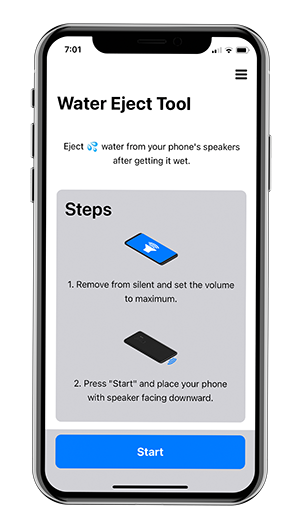 7:01
Water Eject Tool
Eject 💦 water from your phone's speakers
after getting it wet.
Steps
1. Remove from silent and set the volume
to maximum.
2. Press "Start" and place your phone
with speaker facing downward.
Start